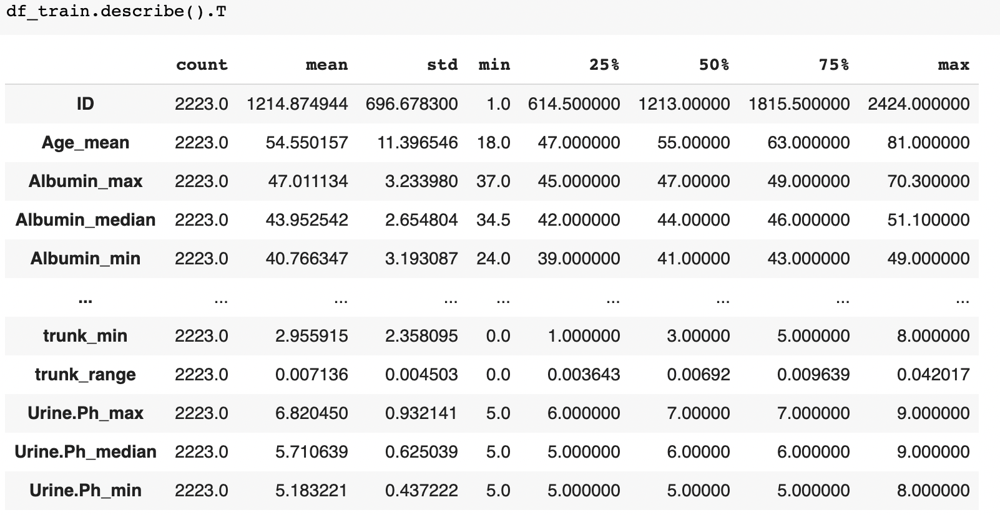 df_train.describe().T
count mean std min 25% 50% 75% max
ID 2223.0 1214.874944 696.678300 1.0 614.500000 1213.00000 1815.500000 2424.000000
Age_mean 2223.0 54.550157 11.396546 18.0 47.000000 55.00000 63.000000 81.000000
Albumin_max 2223.0 47.011134 3.233980 37.0 45.000000 47.00000 49.000000 70.300000
Albumin_median 2223.0 43.952542 2.654804 34.5 42.000000 44.00000 46.000000 51.100000
Albumin_min 2223.0 40.766347 3.193087 24.0 39.000000 41.00000 43.000000 49.000000
... ... ... ... ... ... ... ... ...
trunk_min 2223.0 2.955915 2.358095 0.0 1.000000 3.00000 5.000000 8.000000
trunk_range 2223.0 0.007136 0.004503 0.0 0.003643 0.00692 0.009639 0.042017
Urine.Ph_max 2223.0 6.820450 0.932141 5.0 6.000000 7.00000 7.000000 9.000000
Urine.Ph_median 2223.0 5.710639 0.625039 5.0 5.000000 6.00000 6.000000 9.000000
Urine.Ph_min 2223.0 5.183221 0.437222 5.0 5.000000 5.00000 5.000000 8.000000